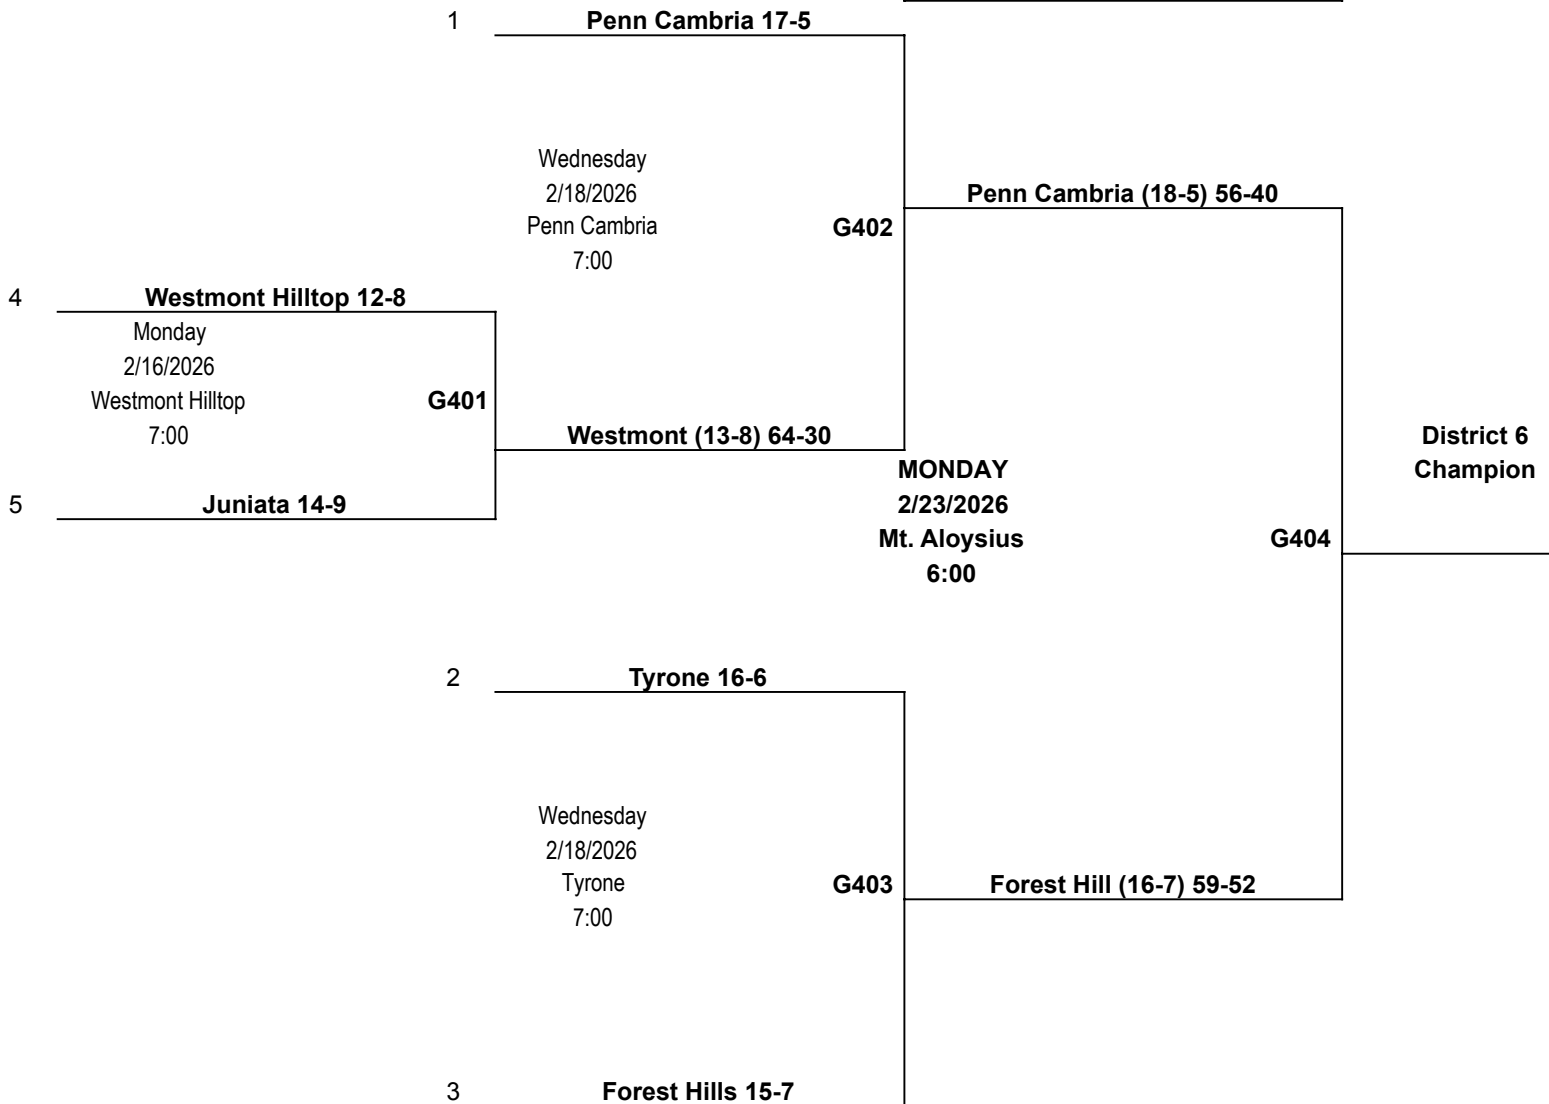 1
Penn Cambria 17-5
Wednesday
2/18/2026
Penn Cambria
7:00
G402
Penn Cambria (18-5) 56-40
4
Westmont Hilltop 12-8
Monday
2/16/2026
Westmont Hilltop
7:00
G401
Westmont (13-8) 64-30
5
Juniata 14-9
MONDAY
2/23/2026
Mt. Aloysius
6:00
G404
District 6
Champion
2
Tyrone 16-6
Wednesday
2/18/2026
Tyrone
7:00
G403
Forest Hill (16-7) 59-52
3
Forest Hills 15-7